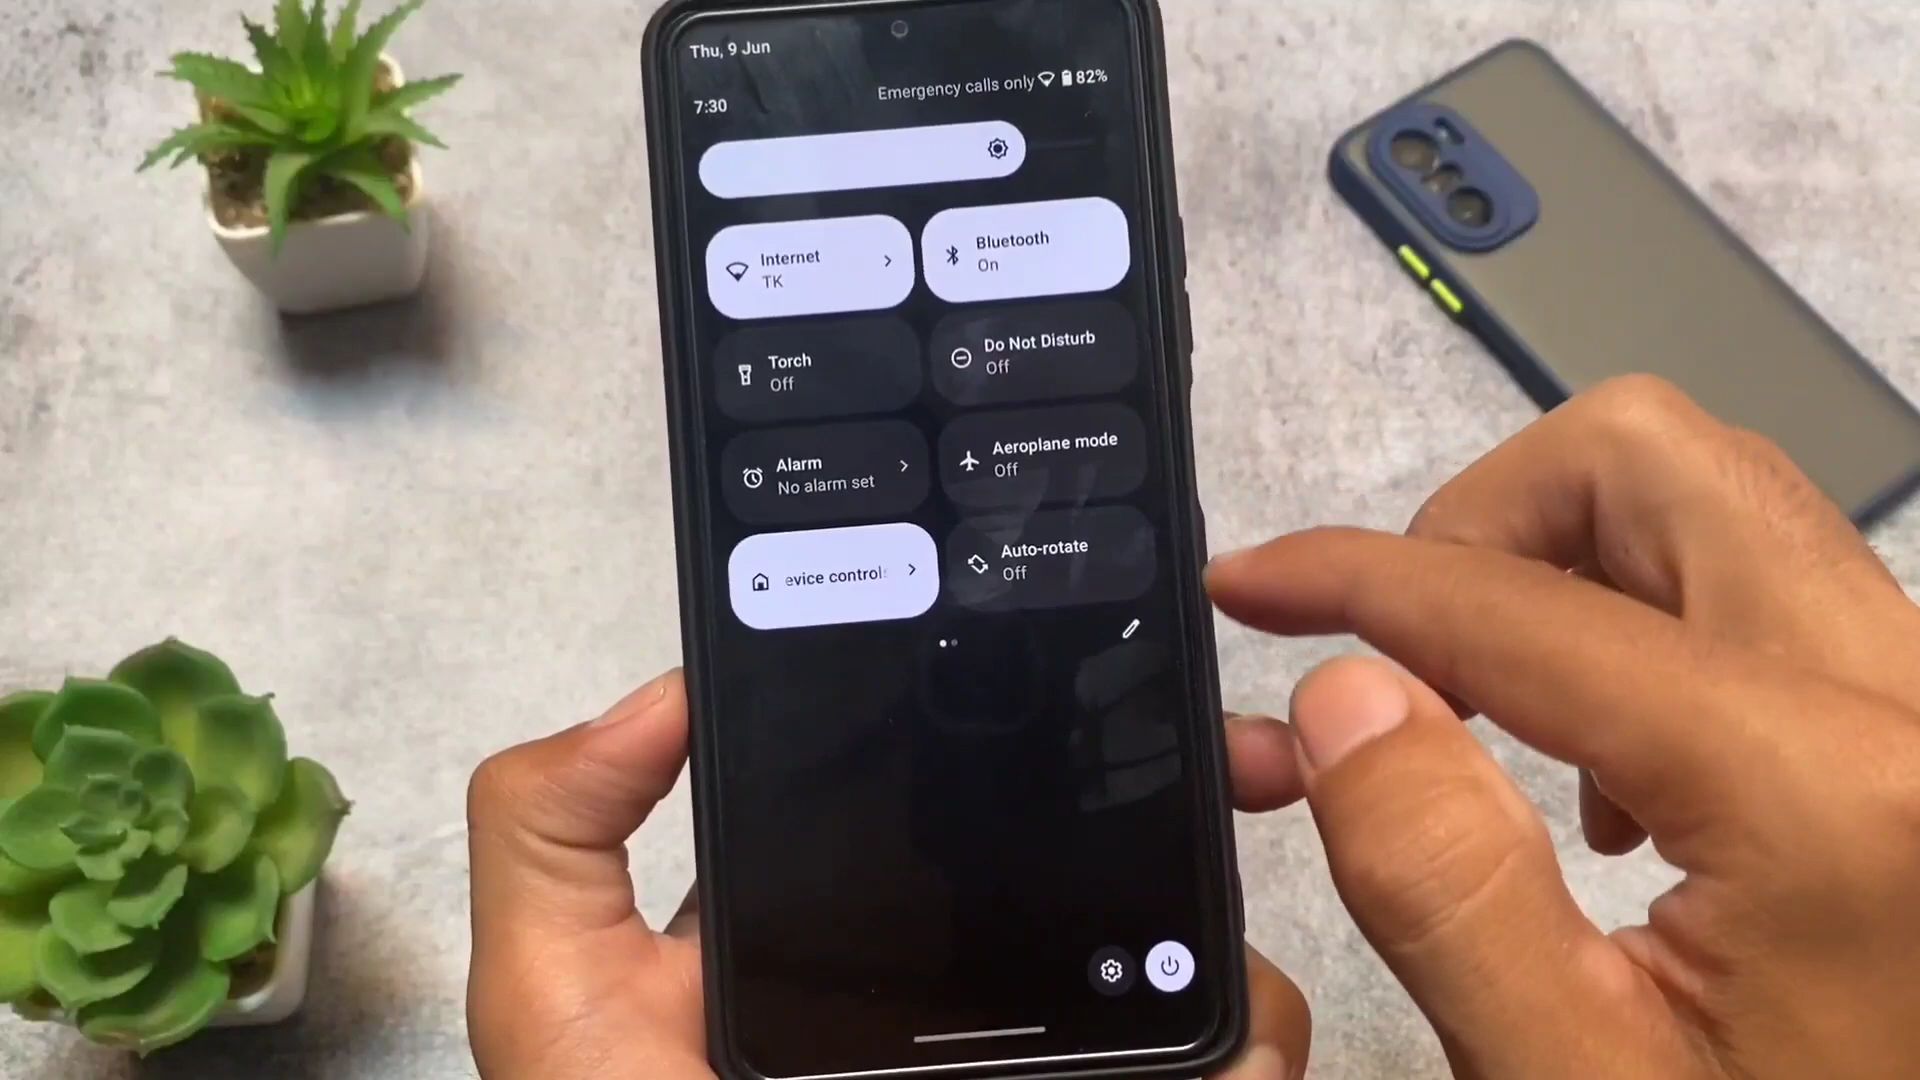 Thu, 9 Jun
7:30
Emergency calls only 82%
Internet
TK
Bluetooth
On
Torch
Off
Do Not Disturb
Off
Alarm
No alarm set
Aeroplane mode
Off
evice control
Auto-rotate
Off